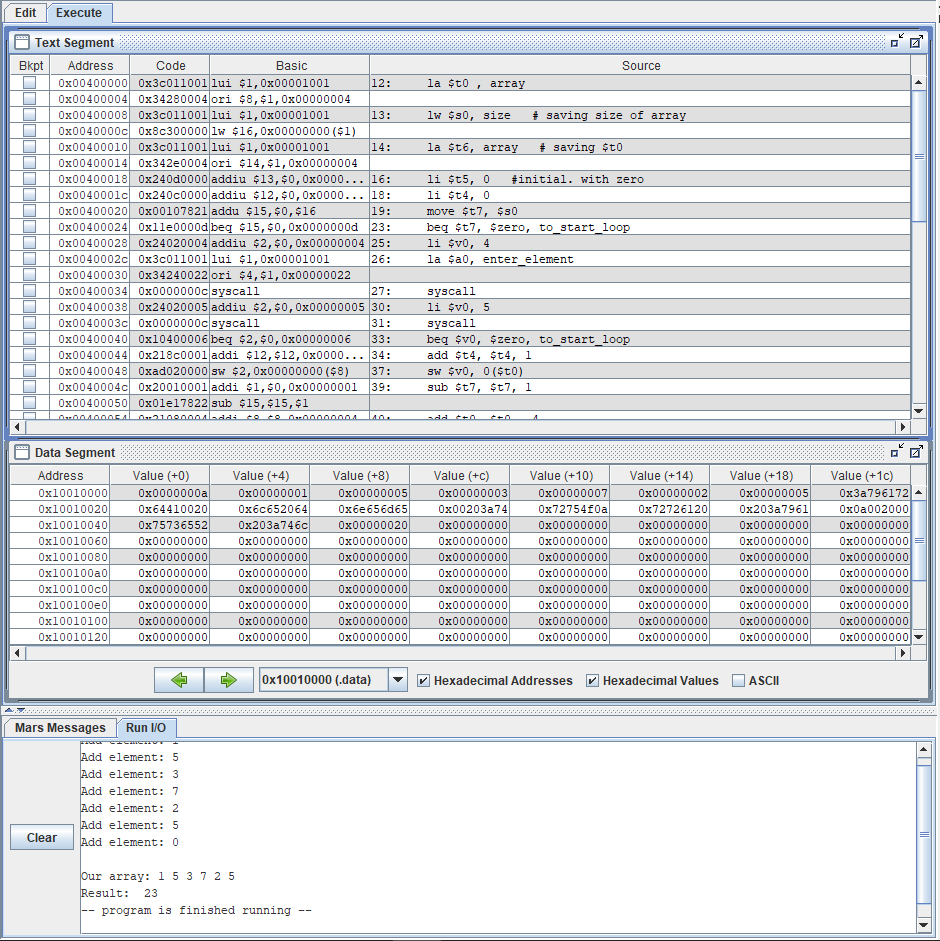 Edit Execute
Text Segment
Bkpt Address Code Basic Source
0x00400000 0x3c011001 lui $1,0x00001001 12: la $t0 , array
0x00400004 0x34280004 ori $8,$1,0x00000004
0x00400008 0x3c011001 lui $1,0x00001001 13: lw $s0, size # saving size of array
0x0040000c 0x8c300000 lw $16,0x00000000($1)
0x00400010 0x3c011001 lui $1,0x00001001 14: la $t6, array # saving $t0
0x00400014 0x342e0004 ori $14,$1,0x00000004
0x00400018 0x240d0000 addiu $13,$0,0x0000... 16: li $t5, 0 #initial. with zero
0x0040001c 0x240c0000 addiu $12,$0,0x0000... 18: li $t4, 0
0x00400020 0x00107821 addu $15,$0,$16 19: move $t7, $s0
0x00400024 0x11e0000d beq $15,$0,0x0000000d 23: beq $t7, $zero, to_start_loop
0x00400028 0x24020004 addiu $2,$0,0x00000004 25: li $v0, 4
0x0040002c 0x3c011001 lui $1,0x00001001 26: la $a0, enter_element
0x00400030 0x34240022 ori $4,$1,0x00000022
0x00400034 0x0000000c syscall 27: syscall
0x00400038 0x24020005 addiu $2,$0,0x00000005 30: li $v0, 5
0x0040003c 0x0000000c syscall 31: syscall
0x00400040 0x10400006 beq $2,$0,0x00000006 33: beq $v0, $zero, to_start_loop
0x00400044 0x218c0001 addi $12,$12,0x0000... 34: add $t4, $t4, 1
0x00400048 0xad020000 sw $2,0x00000000($8) 37: sw $v0, 0($t0)
0x0040004c 0x20010001 addi $1,$0,0x00000001 39: sub $t7, $t7, 1
0x00400050 0x01e17822 sub $15,$15,$1
0x00400054 0x21080004 addi $8,$8,0x00000004 40: add $t0, $t0, 4
Data Segment
Address Value (+0) Value (+4) Value (+8) Value (+c) Value (+10) Value (+14) Value (+18) Value (+1c)
0x10010000 0x0000000a 0x00000001 0x00000005 0x00000003 0x00000007 0x00000002 0x00000005 0x3a796172
0x10010020 0x64410020 0x6c652064 0x6e656d65 0x00203a74 0x72754f0a 0x72726120 0x203a7961 0x0a002000
0x10010040 0x75736552 0x203a746c 0x00000020 0x00000000 0x00000000 0x00000000 0x00000000 0x00000000
0x10010060 0x00000000 0x00000000 0x00000000 0x00000000 0x00000000 0x00000000 0x00000000 0x00000000
0x10010080 0x00000000 0x00000000 0x00000000 0x00000000 0x00000000 0x00000000 0x00000000 0x00000000
0x100100a0 0x00000000 0x00000000 0x00000000 0x00000000 0x00000000 0x00000000 0x00000000 0x00000000
0x100100c0 0x00000000 0x00000000 0x00000000 0x00000000 0x00000000 0x00000000 0x00000000 0x00000000
0x100100e0 0x00000000 0x00000000 0x00000000 0x00000000 0x00000000 0x00000000 0x00000000 0x00000000
0x10010100 0x00000000 0x00000000 0x00000000 0x00000000 0x00000000 0x00000000 0x00000000 0x00000000
0x10010120 0x00000000 0x00000000 0x00000000 0x00000000 0x00000000 0x00000000 0x00000000 0x00000000
0x10010000 (.data) Hexadecimal Addresses Hexadecimal Values ASCII
Mars Messages Run I/O
Clear
Add element: 1
Add element: 5
Add element: 3
Add element: 7
Add element: 2
Add element: 5
Add element: 0
Our array: 1 5 3 7 2 5
Result: 23
-- program is finished running --